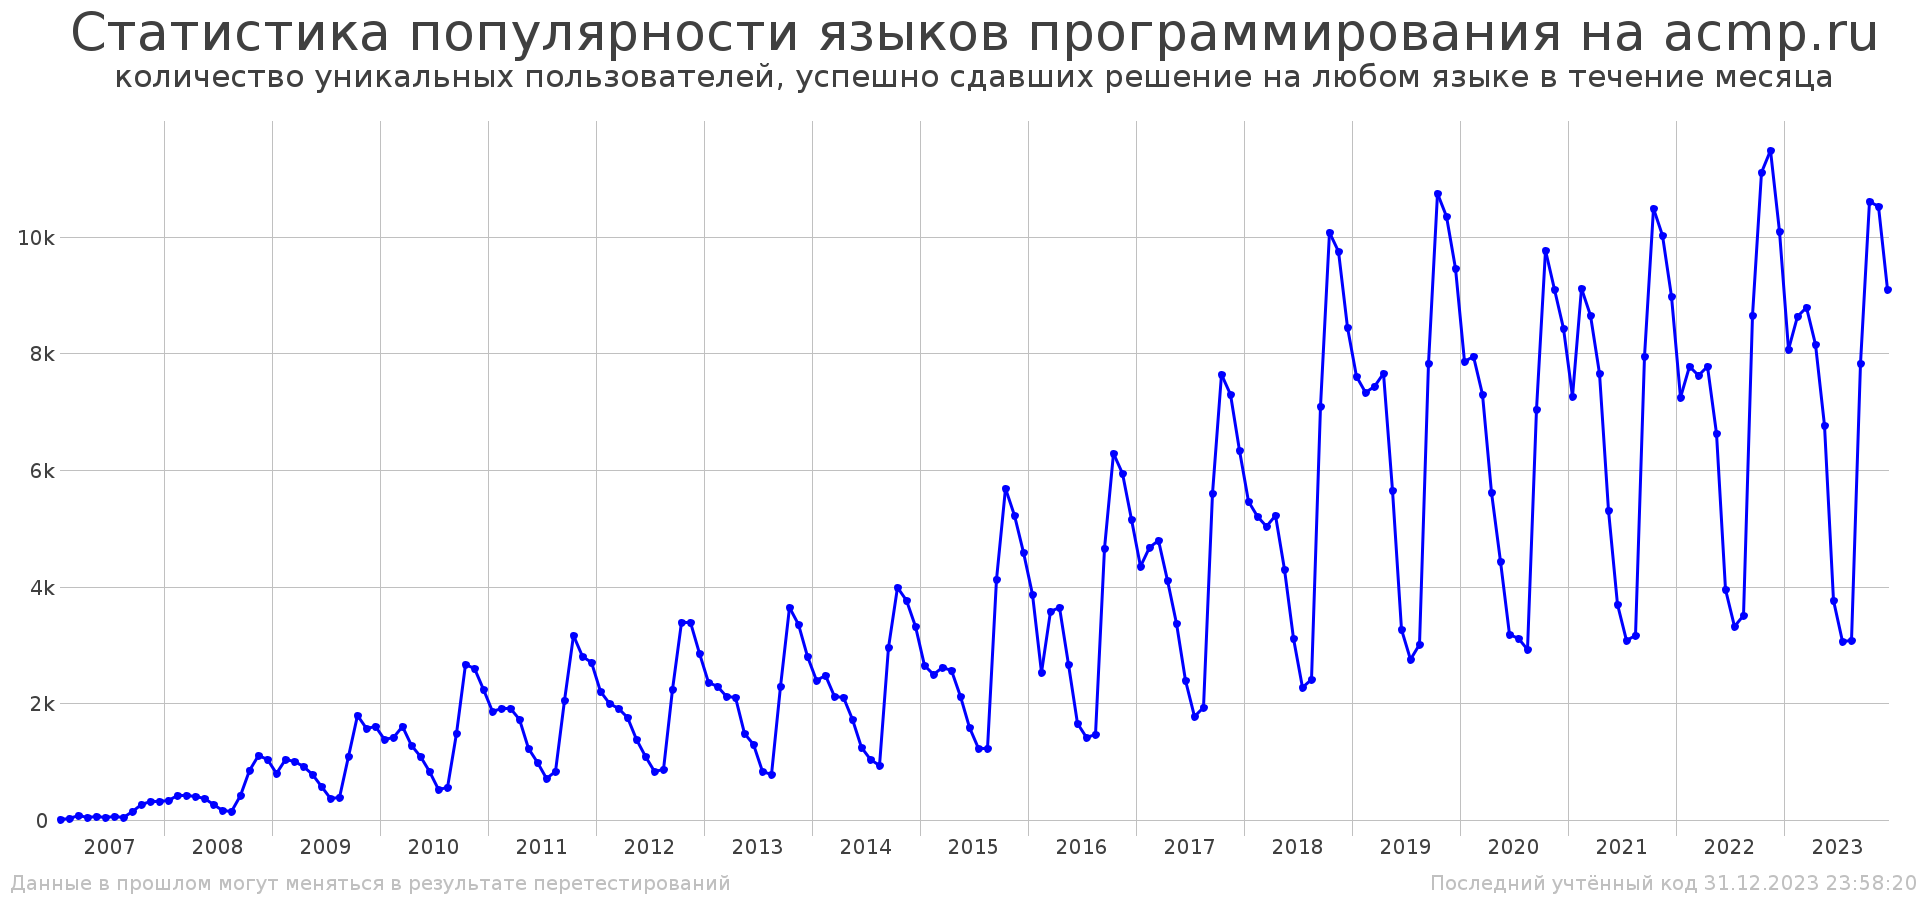 Статистика популярности языков программирования на acmp.ru
количество уникальных пользователей, успешно сдавших решение на любом языке в течение месяца
10k
8k
6k
4k
2k
0
2007 2008 2009 2010 2011 2012 2013 2014 2015 2016 2017 2018 2019 2020 2021 2022 2023
Данные в прошлом могут меняться в результате перетестирований
Последний учтённый код 31.12.2023 23:58:20